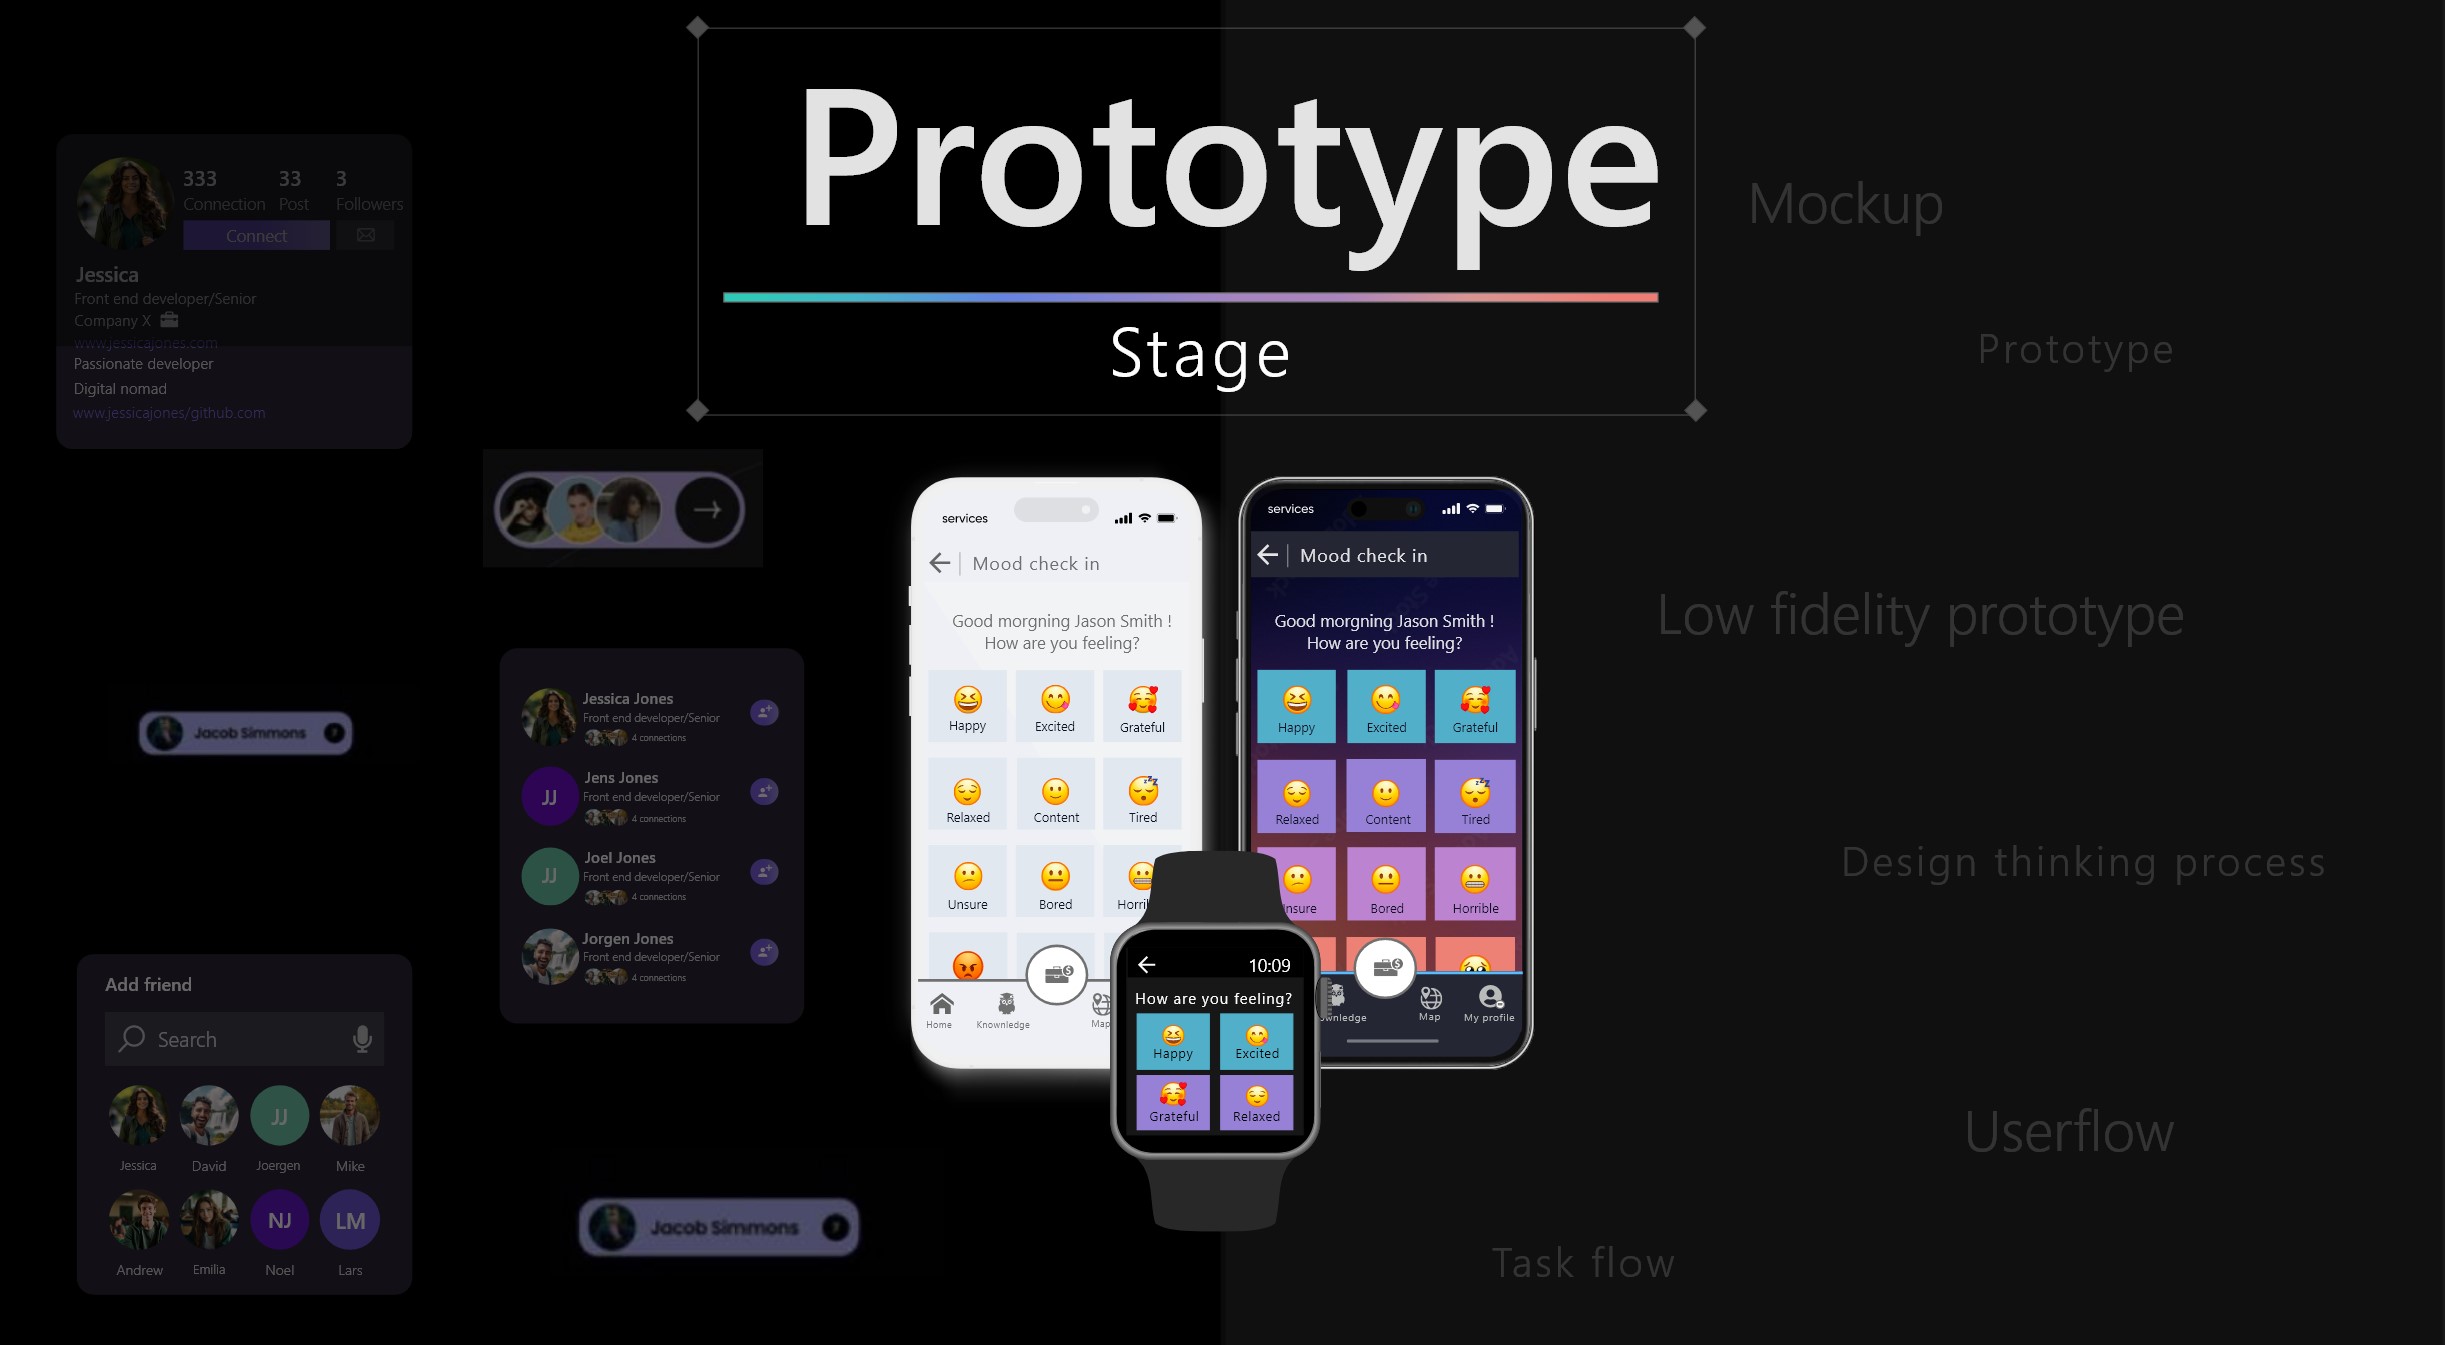 Prototype
Stage
333 33 3
Connection Post Followers
Connect
Jessica
Front end developer/Senior
Company X
www.jessicajones.com
Passionate developer
Digital nomad
www.jessicajones/github.com
Jacob Simmons
Jessica Jones
Front end developer/Senior
4 connections
Jens Jones
JJ
Front end developer/Senior
4 connections
Joel Jones
JJ
Front end developer/Senior
4 connections
Jorgen Jones
Front end developer/Senior
4 connections
Add friend
Search
JJ
Jessica David Joergen Mike
NJ LM
Andrew Emilia Noel Lars
Jacob Simmons
services
Mood check in
Good morgning Jason Smith !
How are you feeling?
Happy Excited Grateful
Relaxed Content Tired
Unsure Bored Horrib
Home Knownledge Map
services
Mood check in
Good morgning Jason Smith !
How are you feeling?
Happy Excited Grateful
Relaxed Content Tired
nsure Bored Horrible
ownledge Map My profile
10:09
How are you feeling?
Happy Excited
Grateful Relaxed
Mockup
Prototype
Low fidelity prototype
Design thinking process
Userflow
Task flow